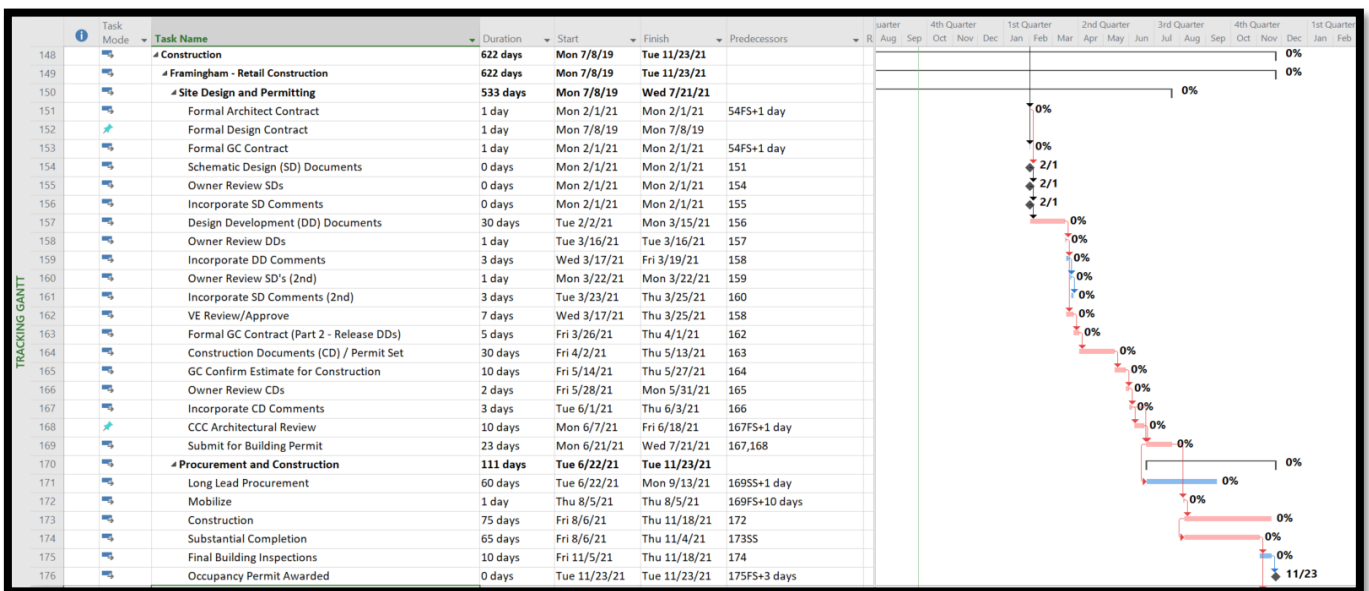 Task Mode Task Name Duration Start Finish Predecessors R
uarter 4th Quarter 1st Quarter 2nd Quarter 3rd Quarter 4th Quarter 1st Quarter
Aug Sep Oct Nov Dec Jan Feb Mar Apr May Jun Jul Aug Sep Oct Nov Dec Jan Feb
148 Construction 622 days Mon 7/8/19 Tue 11/23/21 0%
149 Framingham - Retail Construction 622 days Mon 7/8/19 Tue 11/23/21 0%
150 Site Design and Permitting 533 days Mon 7/8/19 Wed 7/21/21 0%
151 Formal Architect Contract 1 day Mon 2/1/21 Mon 2/1/21 54FS+1 day 0%
152 Formal Design Contract 1 day Mon 7/8/19 Mon 7/8/19
153 Formal GC Contract 1 day Mon 2/1/21 Mon 2/1/21 54FS+1 day 0%
154 Schematic Design (SD) Documents 0 days Mon 2/1/21 Mon 2/1/21 151 2/1
155 Owner Review SDs 0 days Mon 2/1/21 Mon 2/1/21 154 2/1
156 Incorporate SD Comments 0 days Mon 2/1/21 Mon 2/1/21 155 2/1
157 Design Development (DD) Documents 30 days Tue 2/2/21 Mon 3/15/21 156 0%
158 Owner Review DDs 1 day Tue 3/16/21 Tue 3/16/21 157 0%
159 Incorporate DD Comments 3 days Wed 3/17/21 Fri 3/19/21 158 0%
160 Owner Review SD's (2nd) 1 day Mon 3/22/21 Mon 3/22/21 159 0%
161 Incorporate SD Comments (2nd) 3 days Tue 3/23/21 Thu 3/25/21 160 0%
162 VE Review/Approve 7 days Wed 3/17/21 Thu 3/25/21 158 0%
163 Formal GC Contract (Part 2 - Release DDs) 5 days Fri 3/26/21 Thu 4/1/21 162 0%
164 Construction Documents (CD) / Permit Set 30 days Fri 4/2/21 Thu 5/13/21 163 0%
165 GC Confirm Estimate for Construction 10 days Fri 5/14/21 Thu 5/27/21 164 0%
166 Owner Review CDs 2 days Fri 5/28/21 Mon 5/31/21 165 0%
167 Incorporate CD Comments 3 days Tue 6/1/21 Thu 6/3/21 166 0%
168 CCC Architectural Review 10 days Mon 6/7/21 Fri 6/18/21 167FS+1 day 0%
169 Submit for Building Permit 23 days Mon 6/21/21 Wed 7/21/21 167,168 0%
170 Procurement and Construction 111 days Tue 6/22/21 Tue 11/23/21 0%
171 Long Lead Procurement 60 days Tue 6/22/21 Mon 9/13/21 169SS+1 day 0%
172 Mobilize 1 day Thu 8/5/21 Thu 8/5/21 169FS+10 days 0%
173 Construction 75 days Fri 8/6/21 Thu 11/18/21 172 0%
174 Substantial Completion 65 days Fri 8/6/21 Thu 11/4/21 173SS 0%
175 Final Building Inspections 10 days Fri 11/5/21 Thu 11/18/21 174 0%
176 Occupancy Permit Awarded 0 days Tue 11/23/21 Tue 11/23/21 175FS+3 days 11/23
TRACKING GANTT